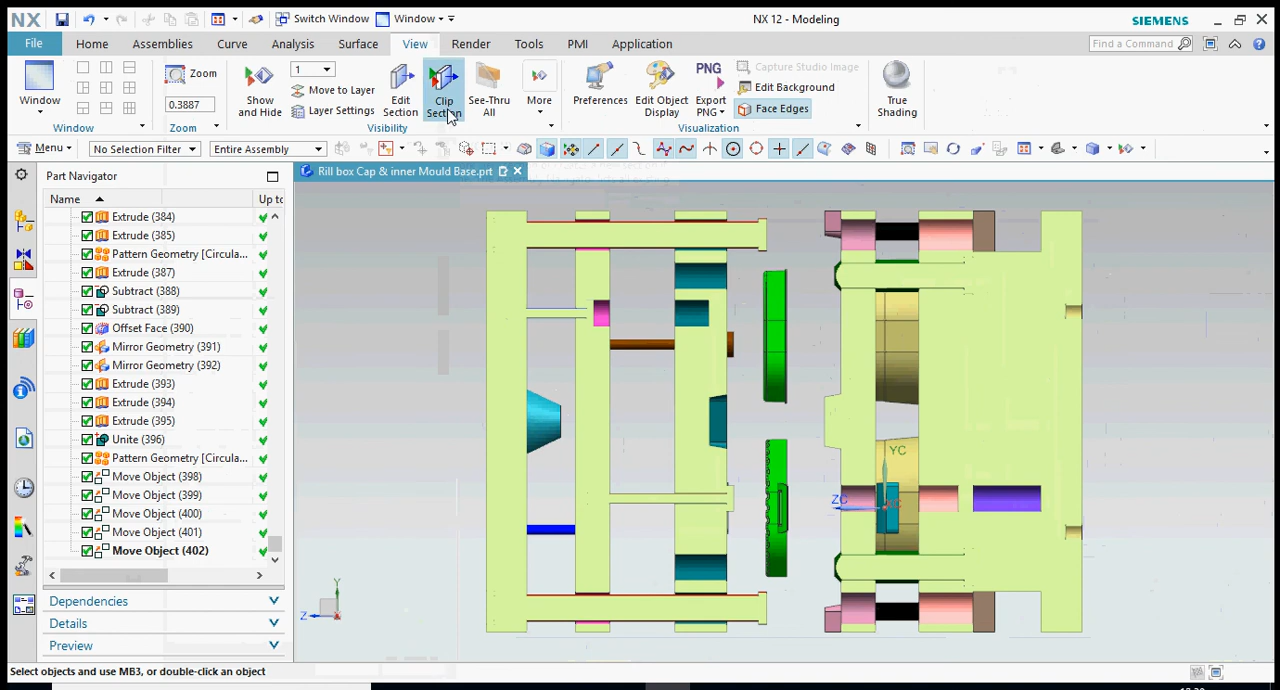 NX
Switch Window
Window
NX 12 - Modeling
SIEMENS
File
Home
Assemblies
Curve
Analysis
Surface
View
Render
Tools
PMI
Application
Find a Command
Window
Window
Zoom
0.3887
Zoom
Show and Hide
1
Move to Layer
Layer Settings
Edit Section
Clip Section
See-Thru All
More
Visibility
Preferences
Edit Object Display
PNG
Export PNG
Capture Studio Image
Edit Background
Face Edges
Visualization
True Shading
Menu
No Selection Filter
Entire Assembly
Part Navigator
Rill box Cap & inner Mould Base.prt
Name
Up to
Extrude (384)
Extrude (385)
Pattern Geometry [Circula...
Extrude (387)
Subtract (388)
Subtract (389)
Offset Face (390)
Mirror Geometry (391)
Mirror Geometry (392)
Extrude (393)
Extrude (394)
Extrude (395)
Unite (396)
Pattern Geometry [Circula...
Move Object (398)
Move Object (399)
Move Object (400)
Move Object (401)
Move Object (402)
Dependencies
Details
Preview
YC
ZC
Y
Z
X
Select objects and use MB3, or double-click an object